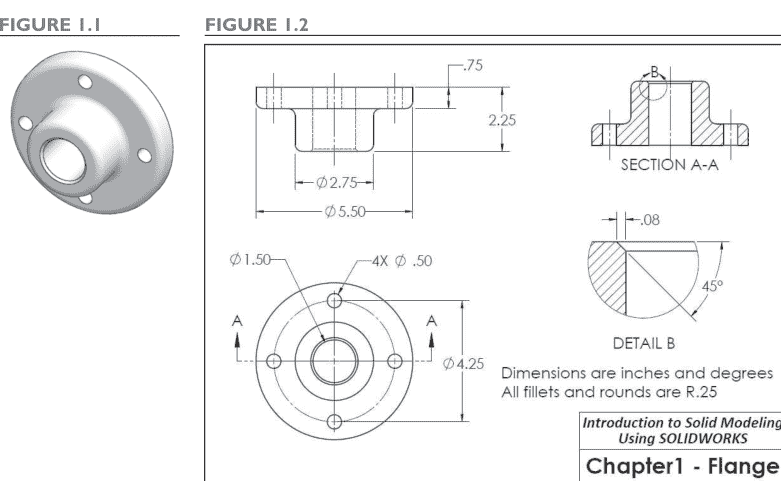 FIGURE 1.1
FIGURE 1.2
.75
2.25
Ø2.75
Ø5.50
B
SECTION A-A
.08
45°
DETAIL B
Ø1.50
4X Ø .50
A
A
Ø4.25
Dimensions are inches and degrees
All fillets and rounds are R.25
Introduction to Solid Modeling
Using SOLIDWORKS
Chapter1 - Flange